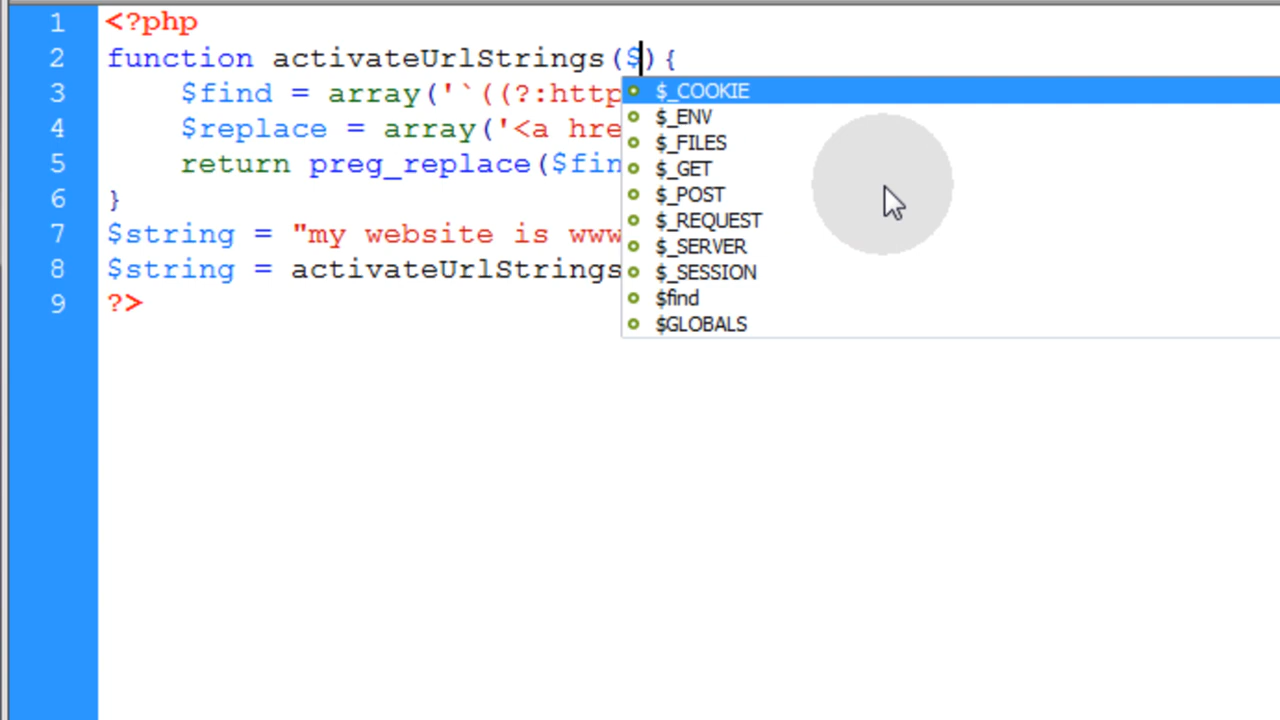 1 <?php
2 function activateUrlStrings($){
3 $find = array('`((?:http
4 $replace = array('<a hre
5 return preg_replace($fin
6 }
7 $string = "my website is www
8 $string = activateUrlStrings
9 ?>
$_COOKIE
$_ENV
$_FILES
$_GET
$_POST
$_REQUEST
$_SERVER
$_SESSION
$find
$GLOBALS